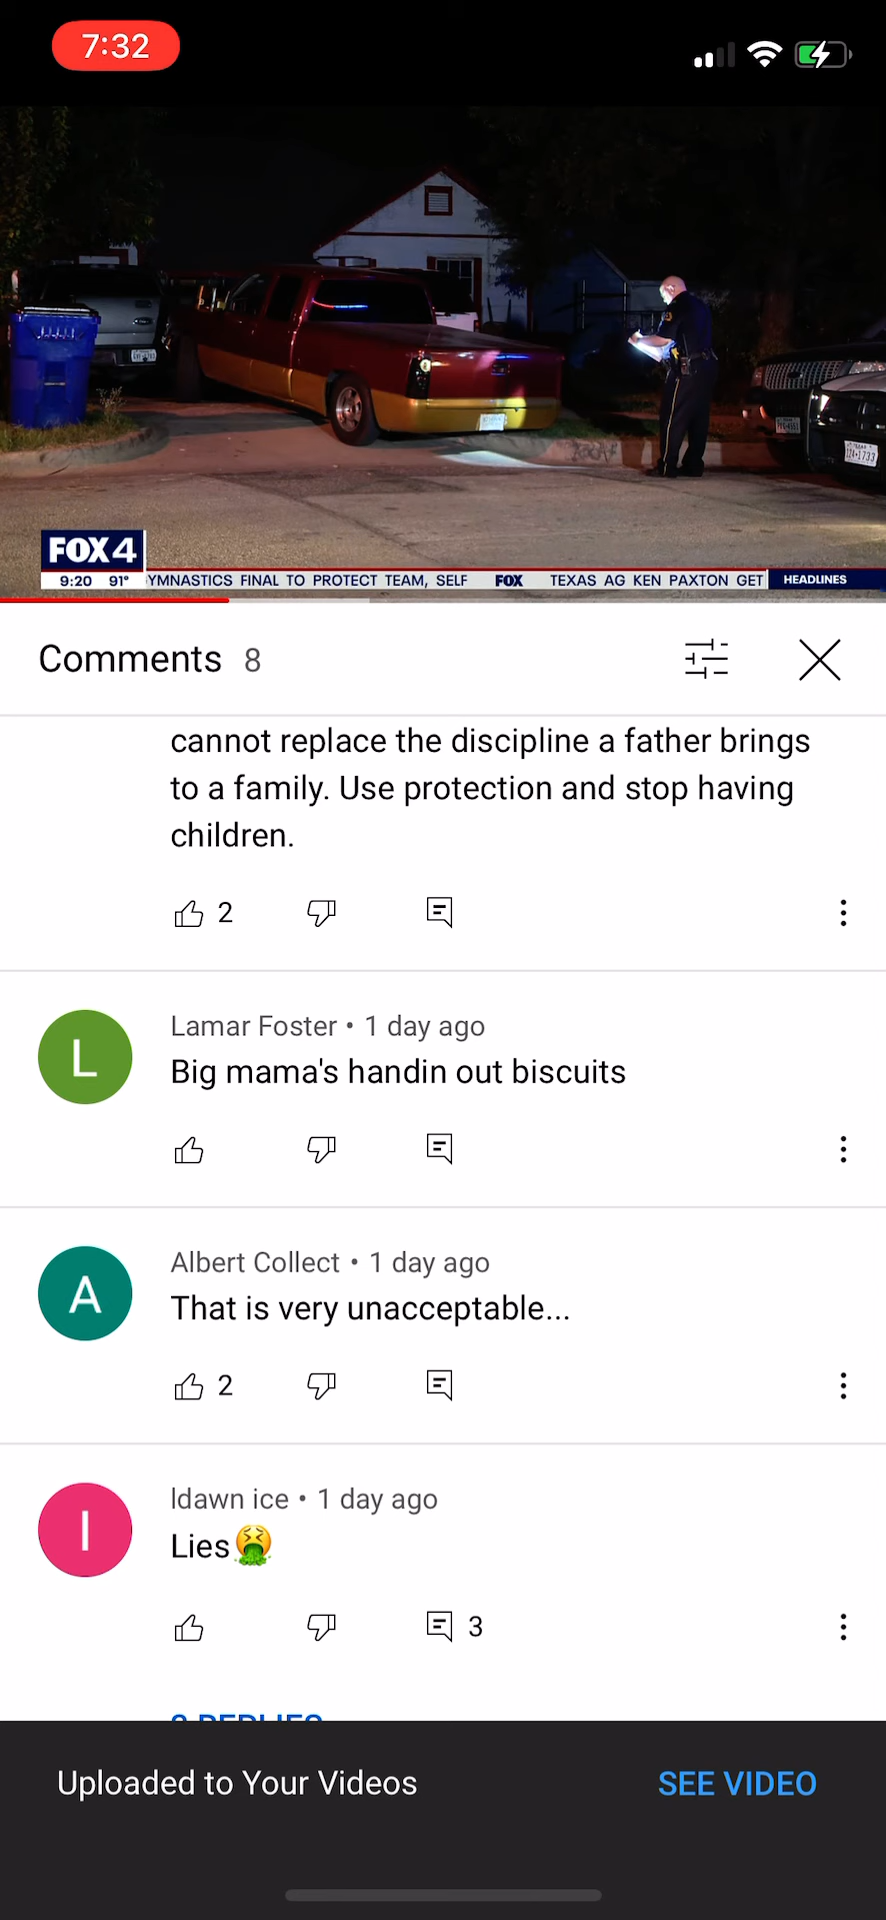 7:32
FOX 4
9:20 91° YMNASTICS FINAL TO PROTECT TEAM, SELF FOX TEXAS AG KEN PAXTON GET HEADLINES
Comments 8
cannot replace the discipline a father brings
to a family. Use protection and stop having
children.
2
L
Lamar Foster • 1 day ago
Big mama's handin out biscuits
A
Albert Collect • 1 day ago
That is very unacceptable...
2
I
Idawn ice • 1 day ago
Lies🤮
3
REPLIES
Uploaded to Your Videos SEE VIDEO